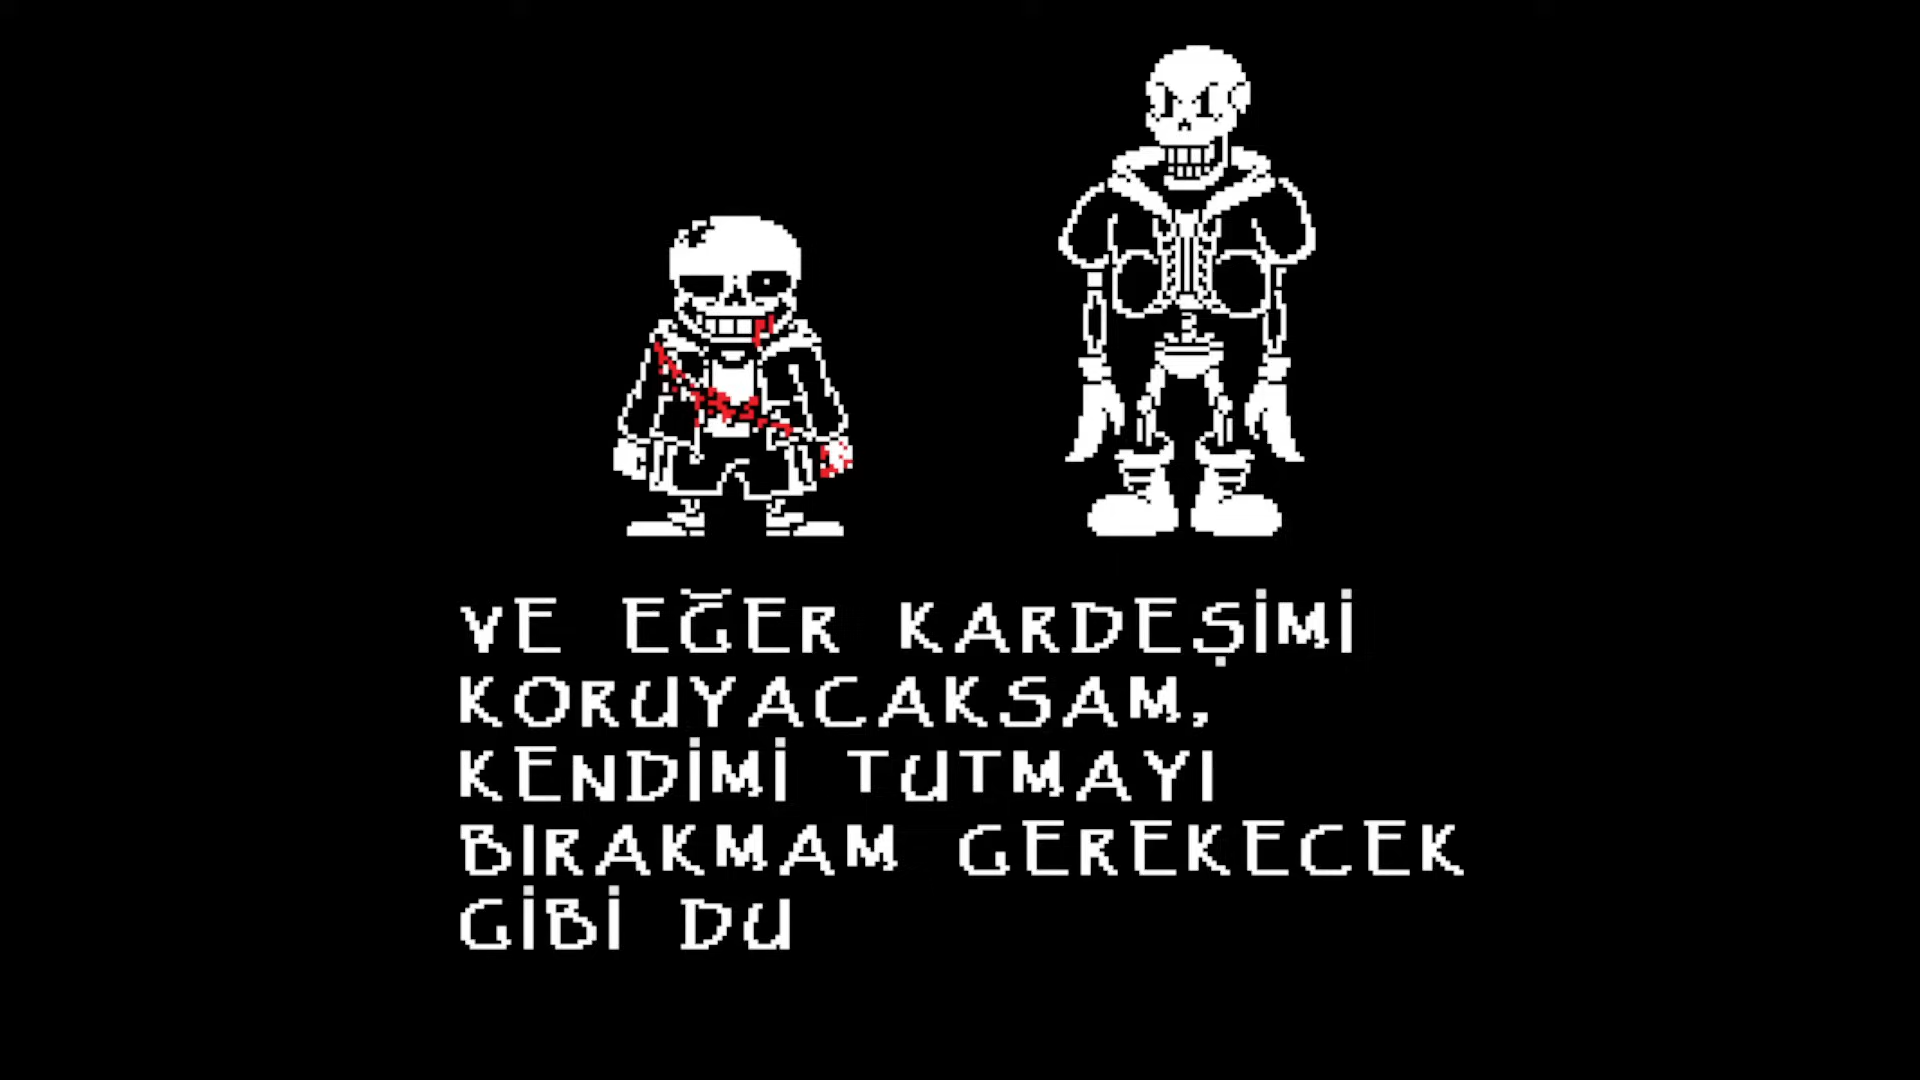 VE EĞER KARDEŞİMİ
KORUYACAKSAM,
KENDİMİ TUTMAYI
BIRAKMAM GEREKECEK
GİBİ DU